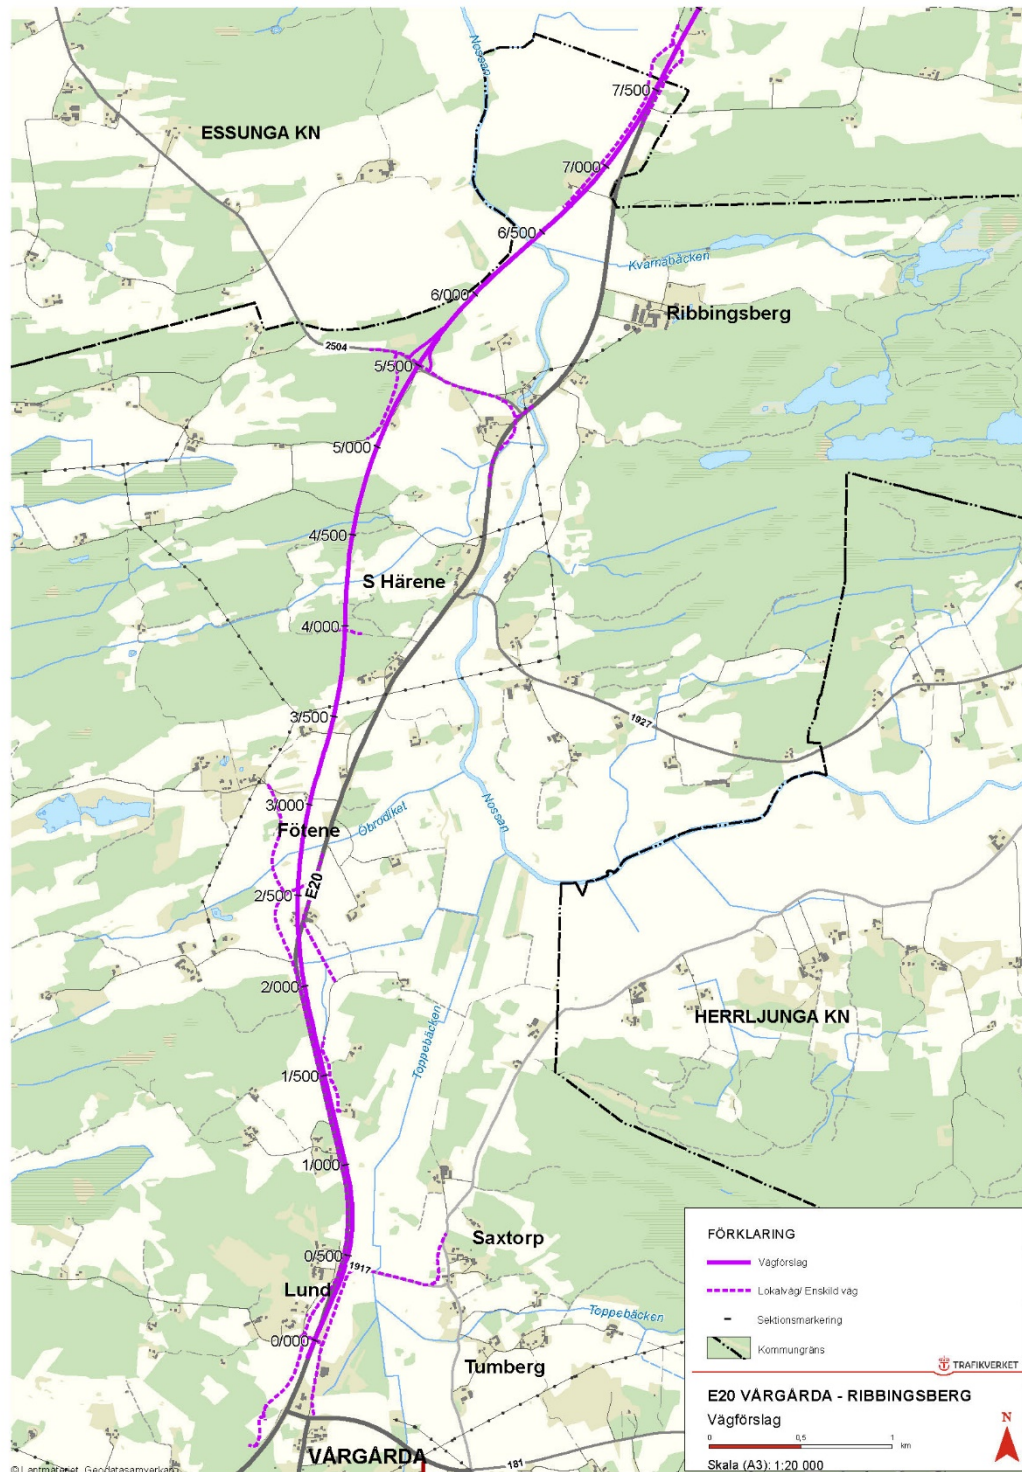 Nossan
7/500
ESSUNGA KN
7/000
6/500
Kvarnabäcken
6/000
Ribbingsberg
2504
5/500
5/000
4/500
S Härene
4/000
3/500
1927
3/000
Nossan
Fötene
Öbrodiket
2/500
E20
2/000
HERRLJUNGA KN
Toppebäcken
1/500
1/000
Saxtorp
0/500
1917
Lund
Toppebäcken
0/000
Tumberg
VÅRGÅRDA
181
FÖRKLARING
Vägförslag
Lokalväg/ Enskild väg
Sektionsmarkering
Kommungräns
TRAFIKVERKET
E20 VÅRGÅRDA - RIBBINGSBERG
Vägförslag
0 0,5 1
km
N
Skala (A3): 1:20 000
© Lantmäteriet, Geodatasamverkan